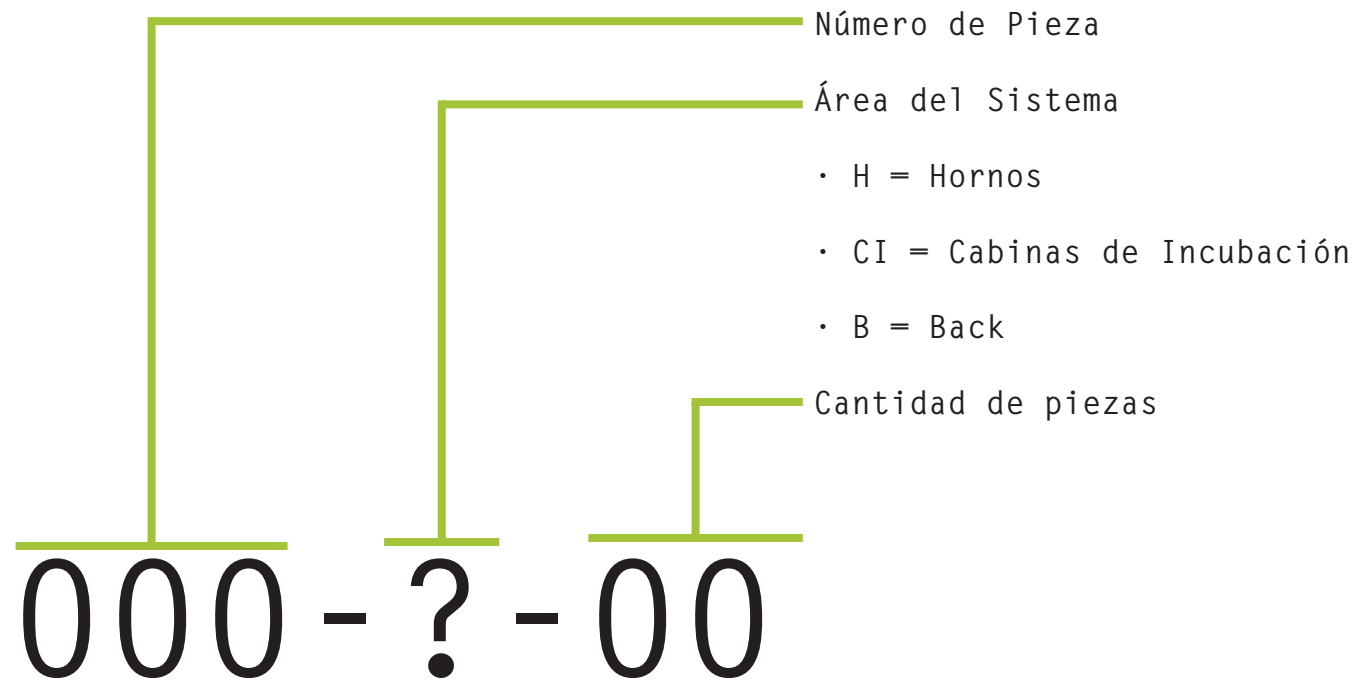 Número de Pieza
Área del Sistema
· H = Hornos
· CI = Cabinas de Incubación
· B = Back
Cantidad de piezas
000-?-00